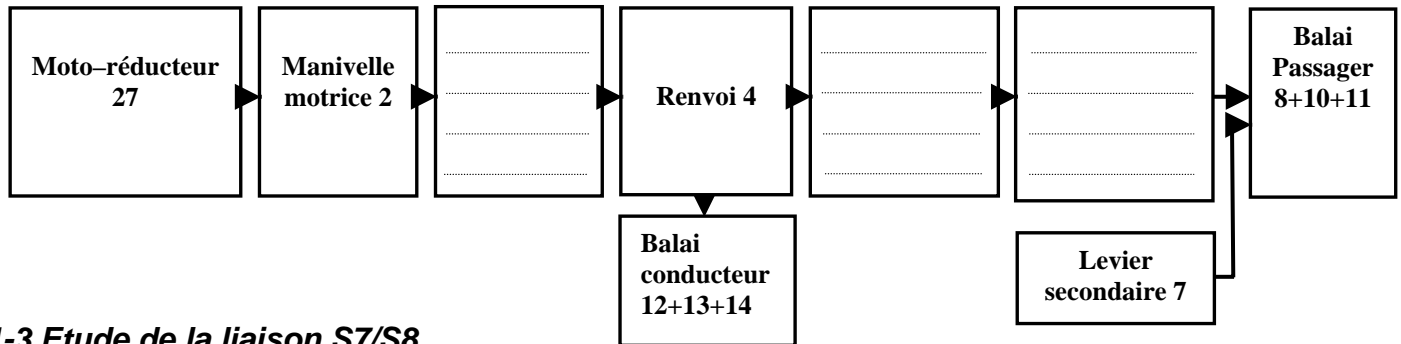 Moto–réducteur
27
Manivelle
motrice 2
Renvoi 4
Balai
Passager
8+10+11
Balai
conducteur
12+13+14
Levier
secondaire 7
-3 Etude de la liaison S7/S8